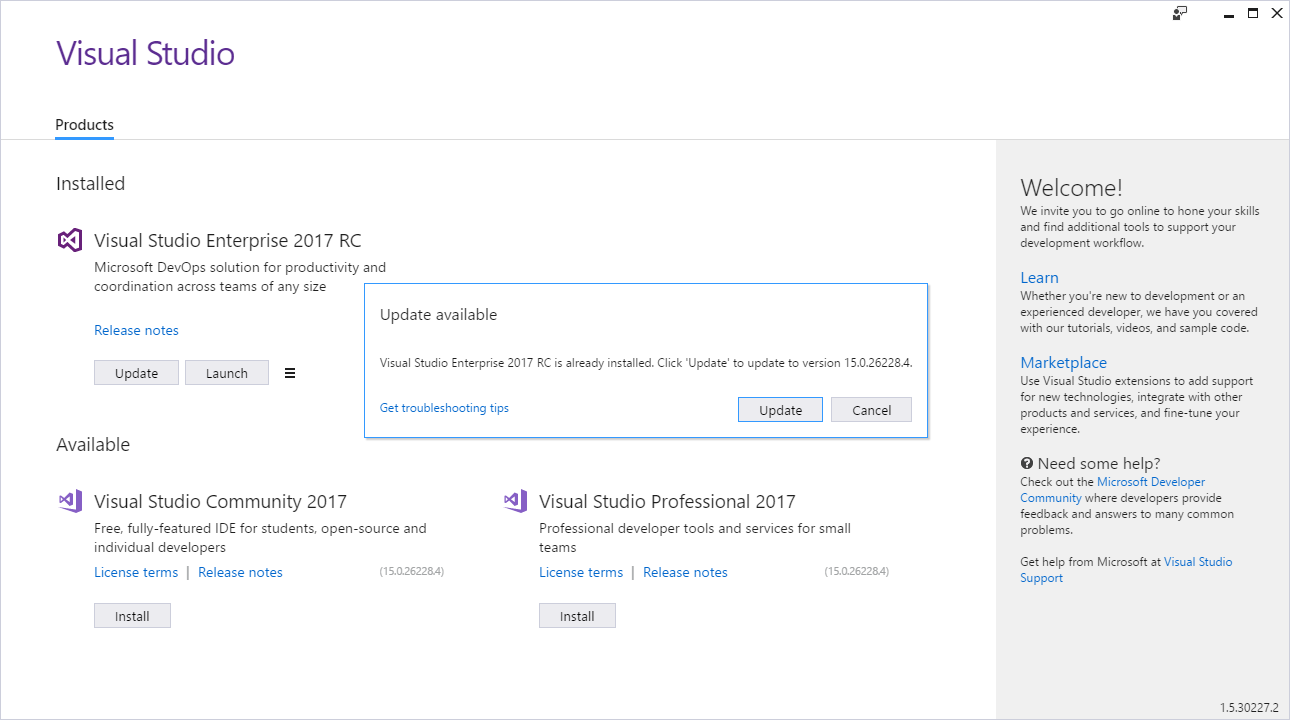 Visual Studio
Products
Installed
Visual Studio Enterprise 2017 RC
Microsoft DevOps solution for productivity and
coordination across teams of any size
Release notes
Update
Launch
Update available
Visual Studio Enterprise 2017 RC is already installed. Click 'Update' to update to version 15.0.26228.4.
Get troubleshooting tips
Update
Cancel
Available
Visual Studio Community 2017
Free, fully-featured IDE for students, open-source and
individual developers
License terms | Release notes
(15.0.26228.4)
Install
Visual Studio Professional 2017
Professional developer tools and services for small
teams
License terms | Release notes
(15.0.26228.4)
Install
Welcome!
We invite you to go online to hone your skills
and find additional tools to support your
development workflow.
Learn
Whether you're new to development or an
experienced developer, we have you covered
with our tutorials, videos, and sample code.
Marketplace
Use Visual Studio extensions to add support
for new technologies, integrate with other
products and services, and fine-tune your
experience.
Need some help?
Check out the Microsoft Developer
Community where developers provide
feedback and answers to many common
problems.
Get help from Microsoft at Visual Studio
Support
1.5.30227.2